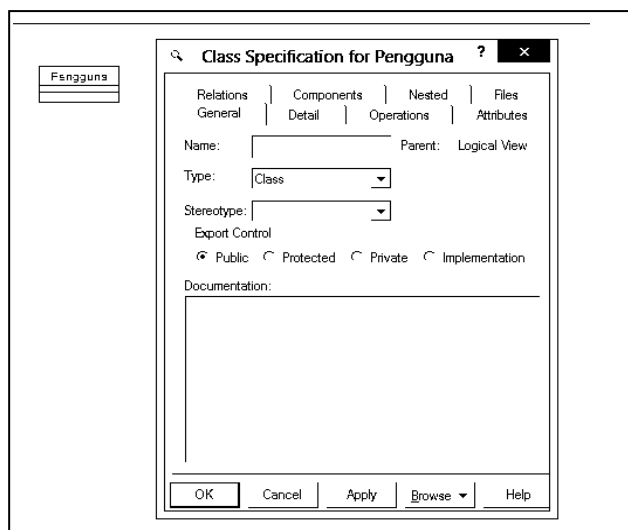 Class Specification for Pengguna ?
Fengguns
Relations Components Nested Files
General Detail Operations Attributes
Name: Parent: Logical View
Type: Class
Stereotype:
Export Control
Public Protected Private Implementation
Documentation:
OK Cancel Apply Browse Help